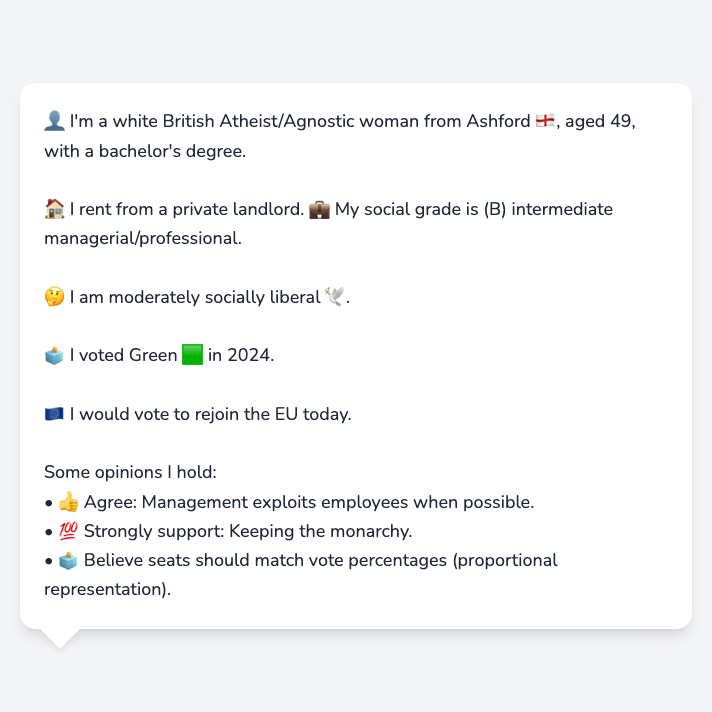 👤 I'm a white British Atheist/Agnostic woman from Ashford 🏴󠁧󠁢󠁥󠁮󠁧󠁿, aged 49,
with a bachelor's degree.
🏠 I rent from a private landlord. 💼 My social grade is (B) intermediate
managerial/professional.
🤔 I am moderately socially liberal 🕊️.
🗳️ I voted Green 🟩 in 2024.
🇪🇺 I would vote to rejoin the EU today.
Some opinions I hold:
• 👍 Agree: Management exploits employees when possible.
• 💯 Strongly support: Keeping the monarchy.
• 🗳️ Believe seats should match vote percentages (proportional
representation).